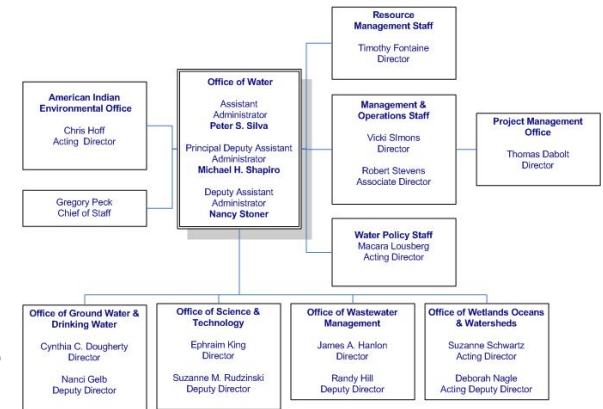 Resource
Management Staff
Timothy Fontaine
Director
Office of Water
Assistant
Administrator
Peter S. Silva
Principal Deputy Assistant
Administrator
Michael H. Shapiro
Deputy Assistant
Administrator
Nancy Stoner
American Indian
Environmental Office
Chris Hoff
Acting Director
Gregory Peck
Chief of Staff
Management &
Operations Staff
Vicki SImons
Director
Robert Stevens
Associate Director
Project Management
Office
Thomas Dabolt
Director
Water Policy Staff
Macara Lousberg
Acting Director
Office of Ground Water &
Drinking Water
Cynthia C. Dougherty
Director
Nanci Gelb
Deputy Director
Office of Science &
Technology
Ephraim King
Director
Suzanne M. Rudzinski
Deputy Director
Office of Wastewater
Management
James A. Hanlon
Director
Randy Hill
Deputy Director
Office of Wetlands Oceans
& Watersheds
Suzanne Schwartz
Acting Director
Deborah Nagle
Acting Deputy Director